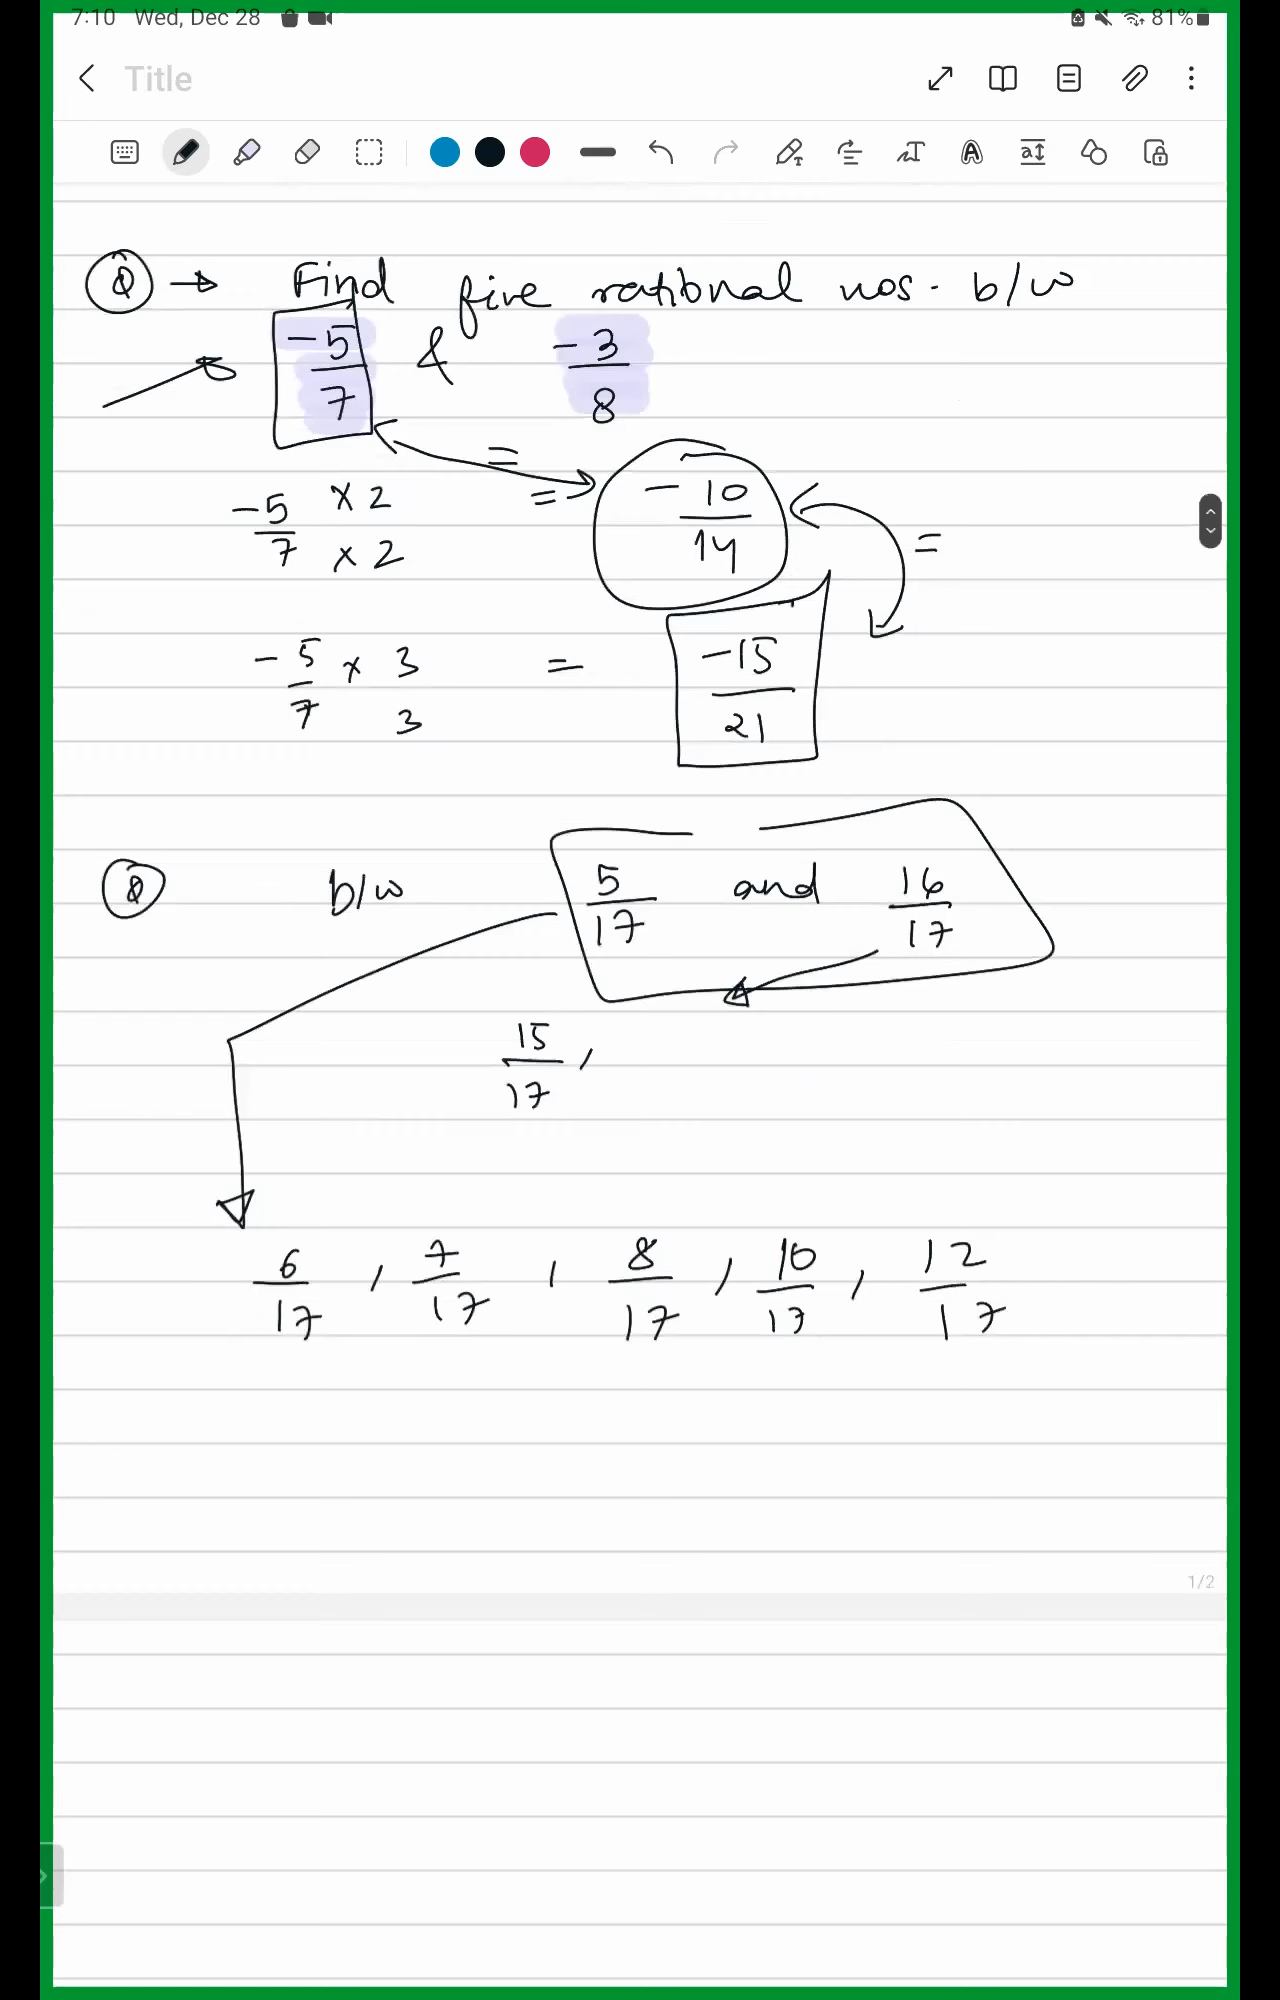 7:10 Wed, Dec 28 81%
Title
Q → Find five rational nos. b/w
-5/7 & -3/8
=
-5/7 ×2/×2 = -10/14 =
-5/7 × 3/3 = -15/21
Q b/w 5/17 and 16/17
15/17,
6/17, 7/17, 8/17, 10/17, 12/17
1/2